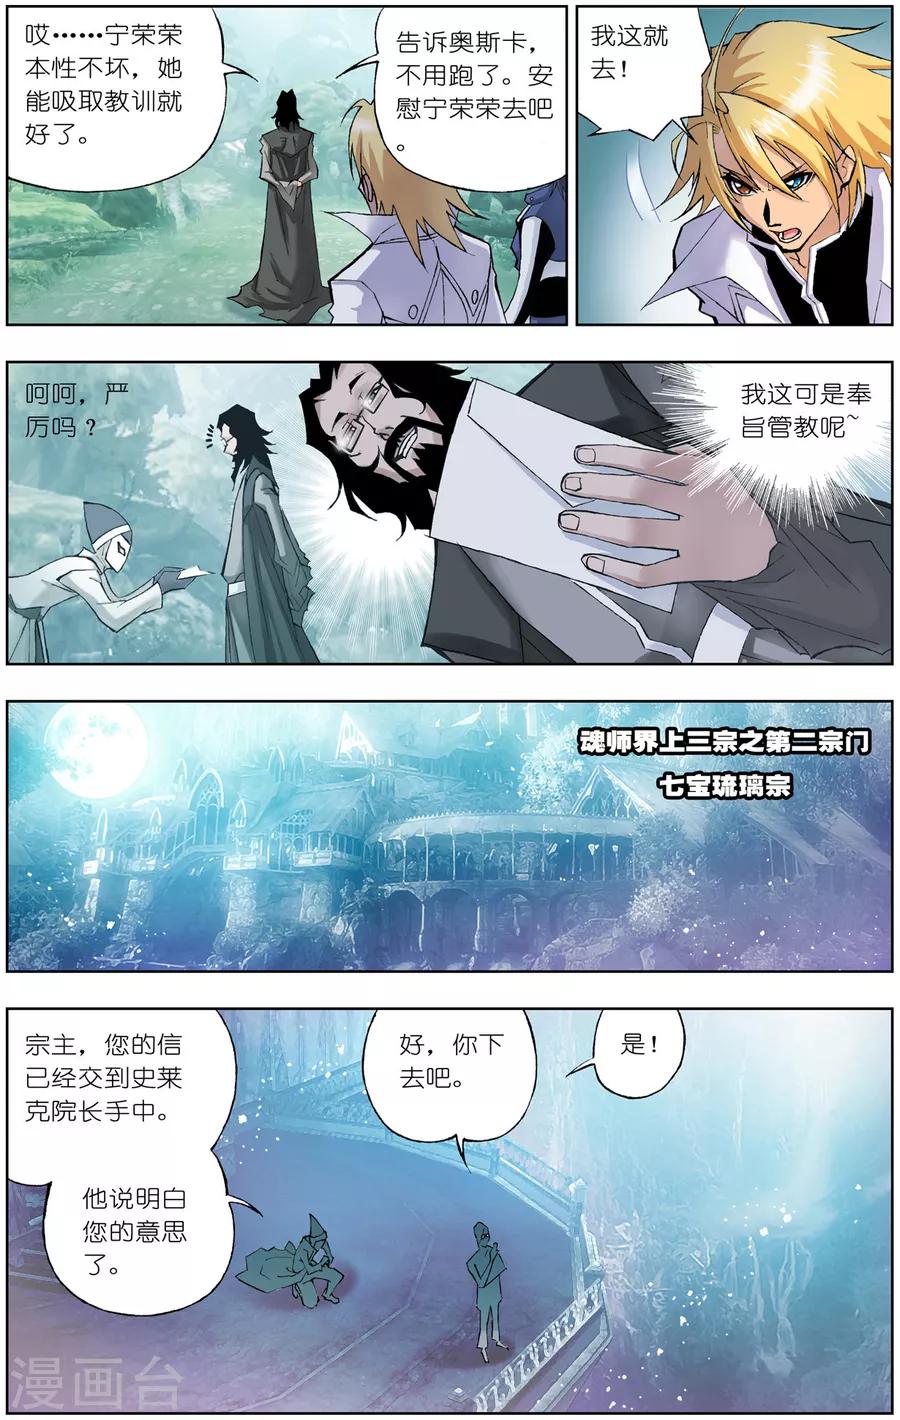 哎……宁荣荣
本性不坏，她
能吸取教训就
好了。
告诉奥斯卡，
不用跑了。安
慰宁荣荣去吧
。
我这就
去！
呵呵，严
厉吗？
我这可是奉
旨管教呢~
魂师界上三宗之第二宗门
七宝琉璃宗
宗主，您的信
已经交到史莱
克院长手中。
他说明白
您的意思
了。
好，你下
去吧。
是！
漫画台